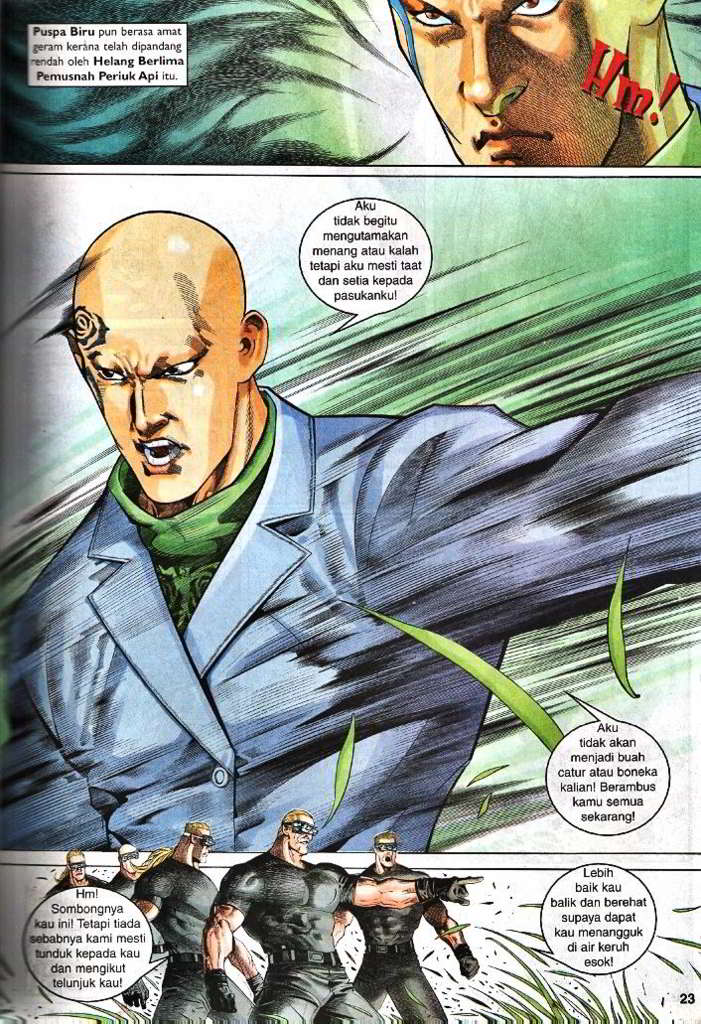 Puspa Biru pun berasa amat
geram kerana telah dipandang
rendah oleh Helang Berlima
Pemusnah Periuk Api itu.
Hm!
Aku
tidak begitu
mengutamakan
menang atau kalah
tetapi aku mesti taat
dan setia kepada
pasukanku!
Aku
tidak akan
menjadi buah
catur atau boneka
kalian! Berambus
kamu semua
sekarang!
Hm!
Sombongnya
kau ini! Tetapi tiada
sebabnya kami mesti
tunduk kepada kau
dan mengikut
telunjuk kau!
Lebih
baik kau
balik dan berehat
supaya dapat
kau menangguk
di air keruh
esok!
23